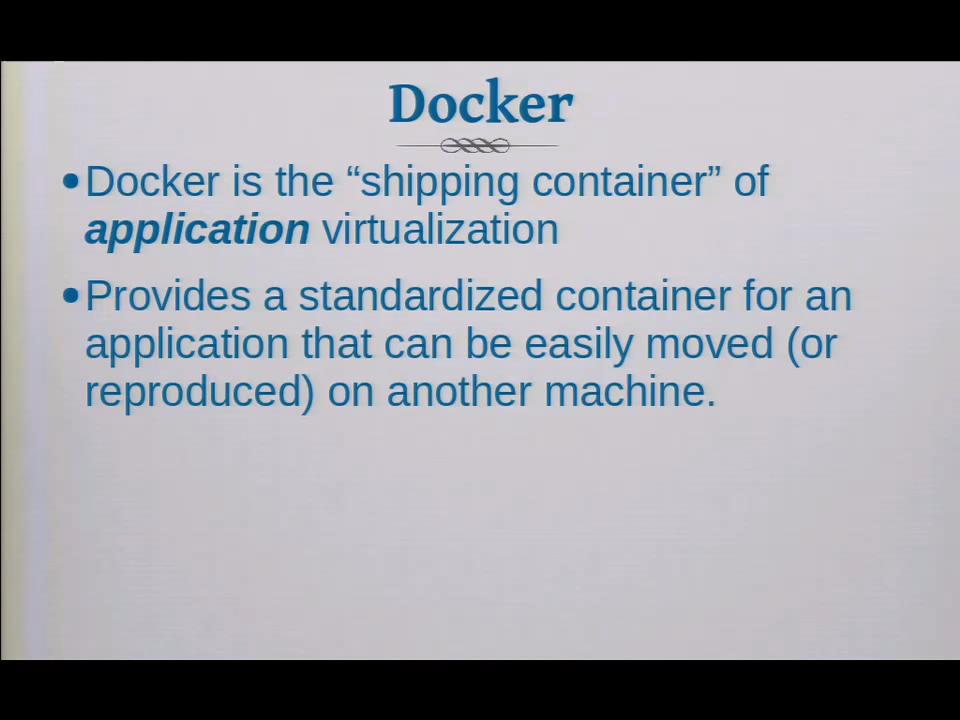 Docker
•Docker is the “shipping container” of
application virtualization
•Provides a standardized container for an
application that can be easily moved (or
reproduced) on another machine.